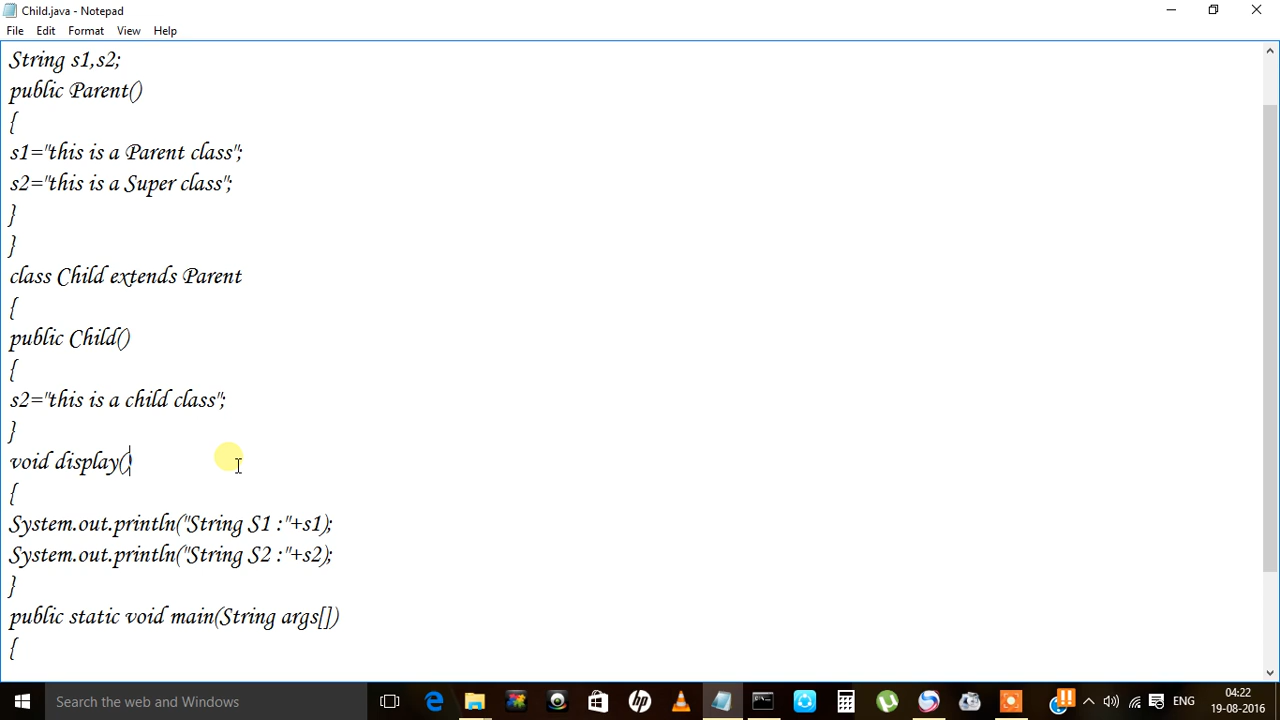 Child.java - Notepad
File Edit Format View Help
String s1,s2;
public Parent()
{
s1="this is a Parent class";
s2="this is a Super class";
}
}
class Child extends Parent
{
public Child()
{
s2="this is a child class";
}
void display()
{
System.out.println("String S1 :"+s1);
System.out.println("String S2 :"+s2);
}
public static void main(String args[])
{
Search the web and Windows
ENG
04:22
19-08-2016